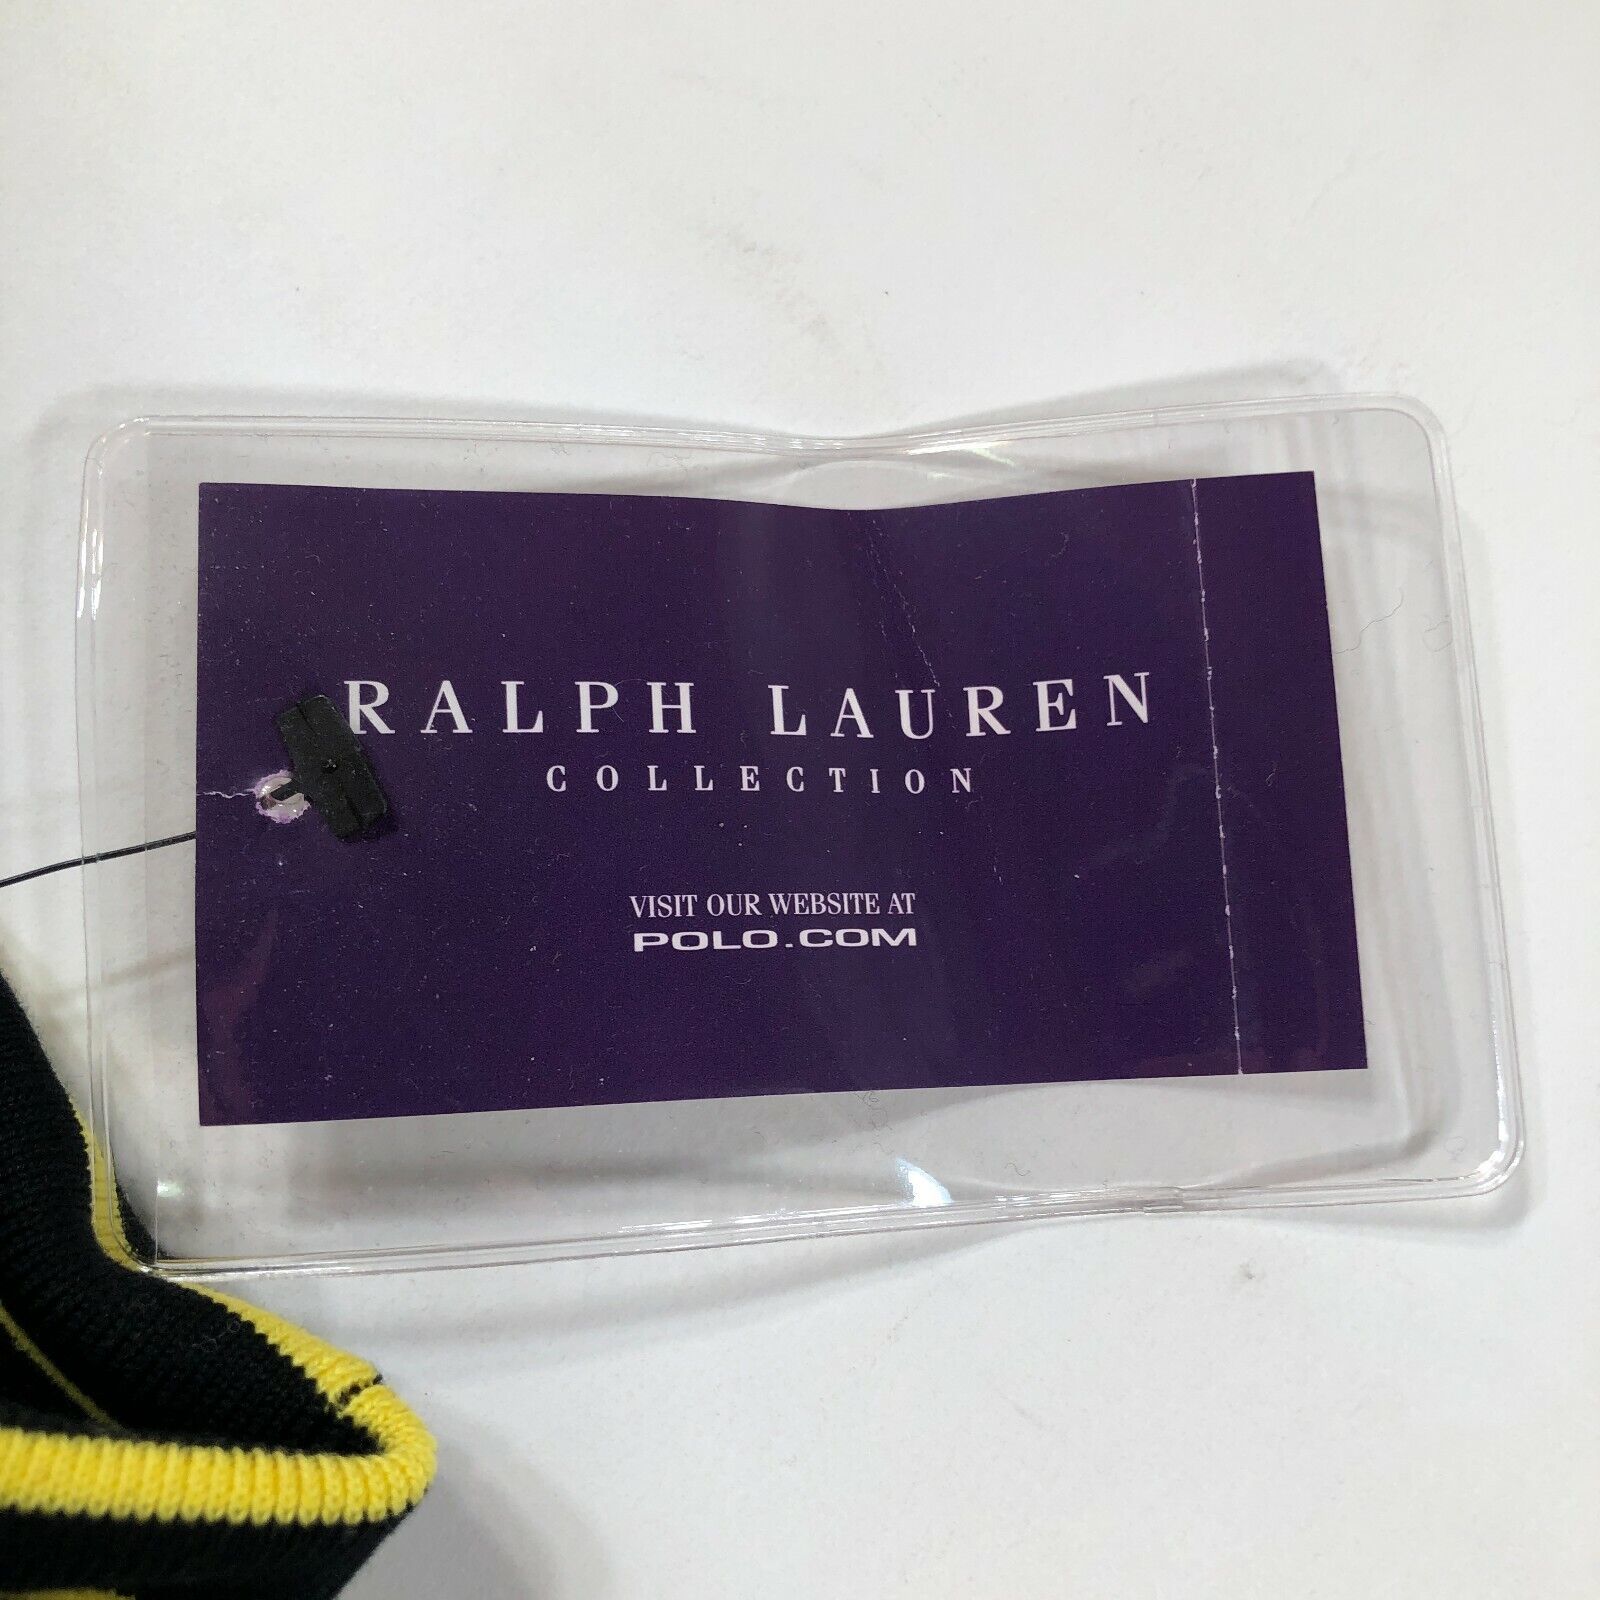 RALPH LAUREN
COLLECTION
VISIT OUR WEBSITE AT
POLO.COM